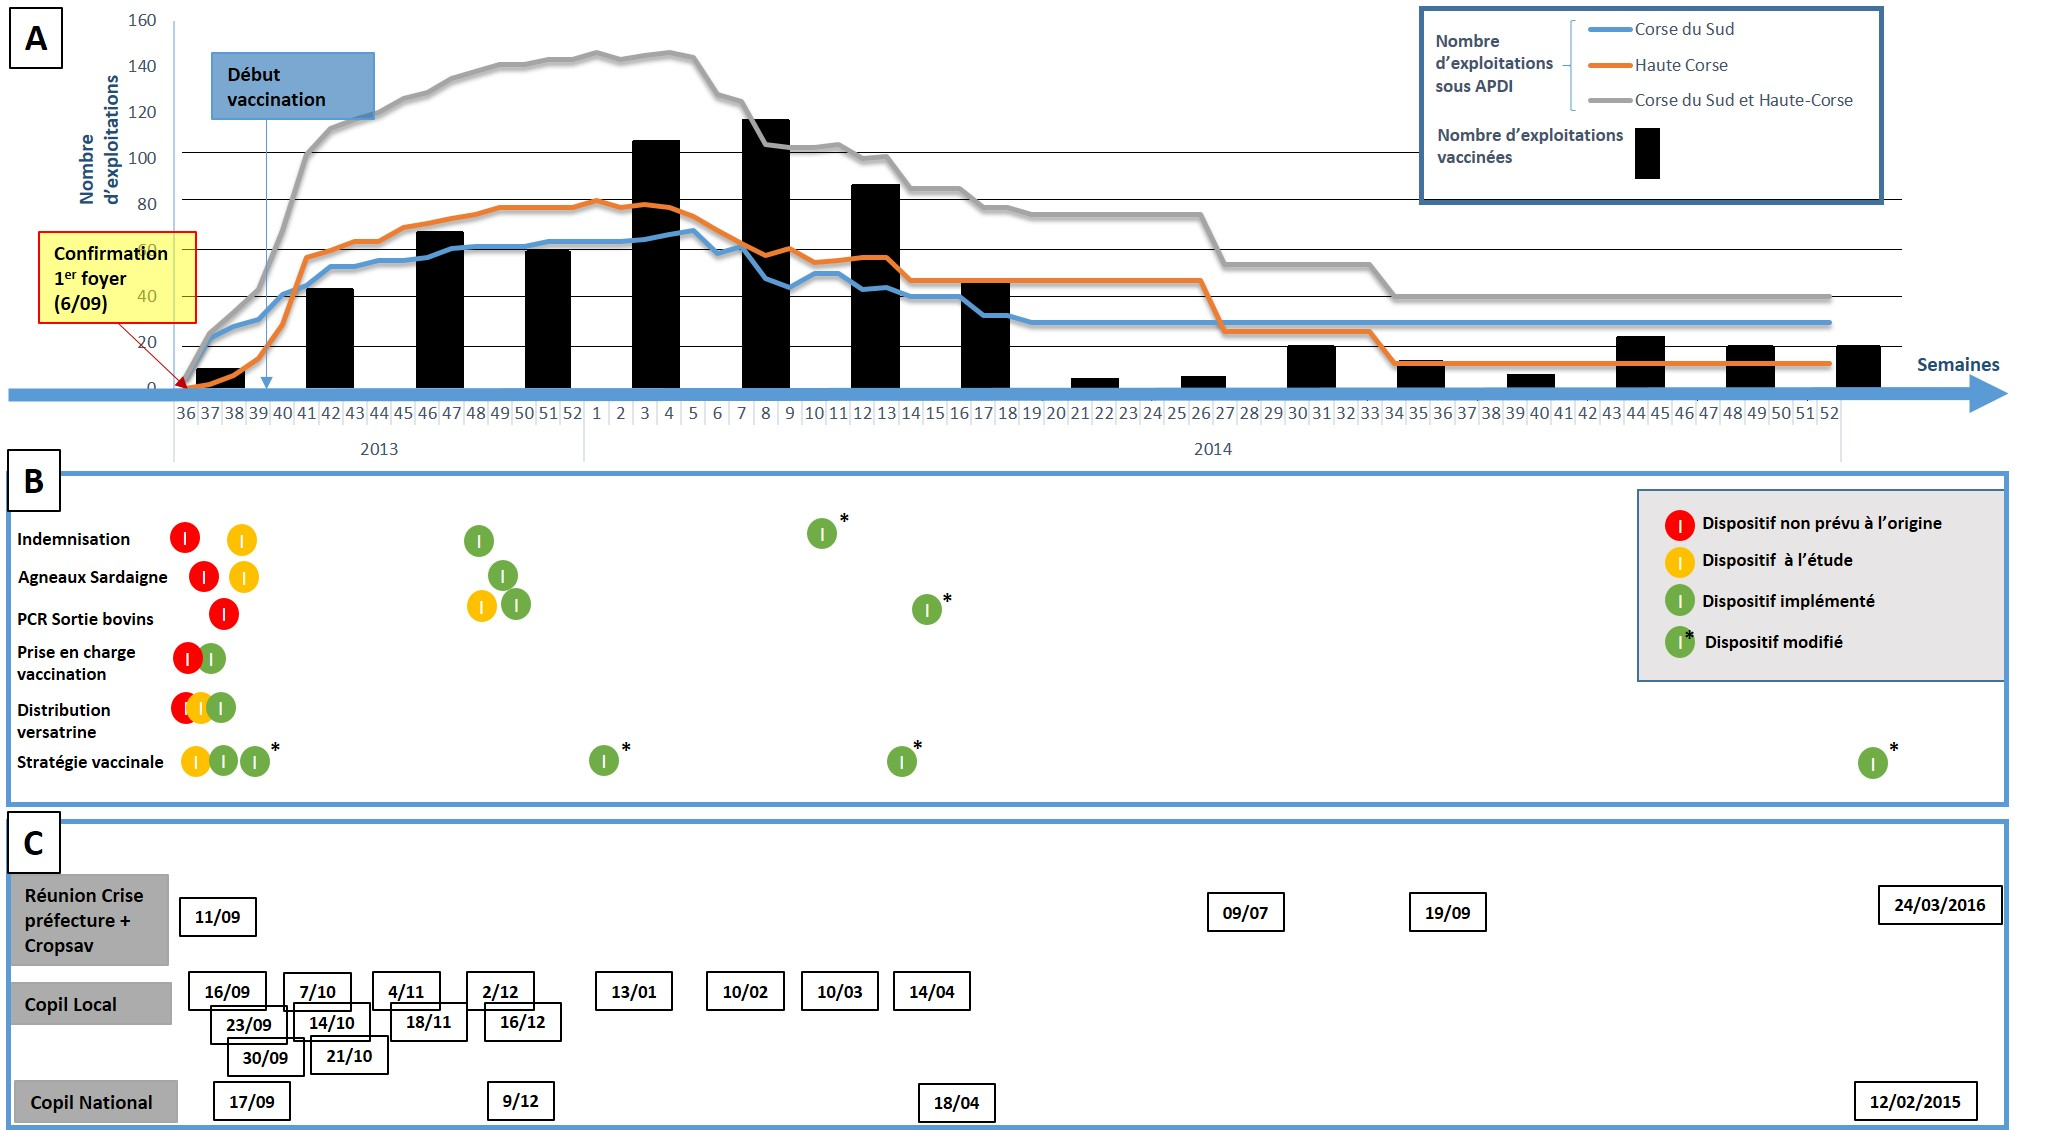 A
160
140
120
100
80
60
40
20
0
Nombre
d’exploitations
Début
vaccination
Confirmation
1er foyer
(6/09)
Nombre
d’exploitations
sous APDI
Corse du Sud
Haute Corse
Corse du Sud et Haute-Corse
Nombre d’exploitations
vaccinées
Semaines
36 37 38 39 40 41 42 43 44 45 46 47 48 49 50 51 52 1 2 3 4 5 6 7 8 9 10 11 12 13 14 15 16 17 18 19 20 21 22 23 24 25 26 27 28 29 30 31 32 33 34 35 36 37 38 39 40 41 42 43 44 45 46 47 48 49 50 51 52
2013 2014
B
Indemnisation
*
Agneaux Sardaigne
PCR Sortie bovins
*
Prise en charge
vaccination
Distribution
versatrine
Stratégie vaccinale
* * * *
I Dispositif non prévu à l’origine
I Dispositif à l’étude
I Dispositif implémenté
I* Dispositif modifié
C
Réunion Crise
préfecture +
Cropsav
11/09 09/07 19/09 24/03/2016
Copil Local
16/09 7/10 4/11 2/12 13/01 10/02 10/03 14/04
23/09 14/10 18/11 16/12
30/09 21/10
Copil National
17/09 9/12 18/04 12/02/2015